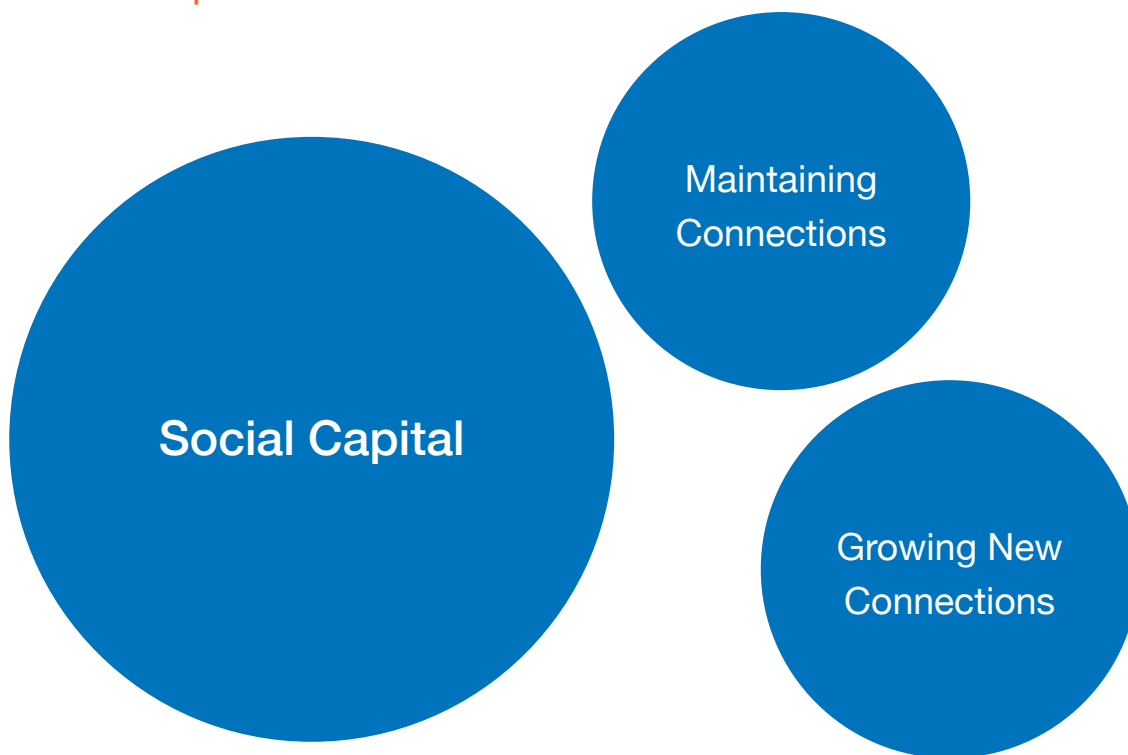 Maintaining
Connections
Social Capital
Growing New
Connections